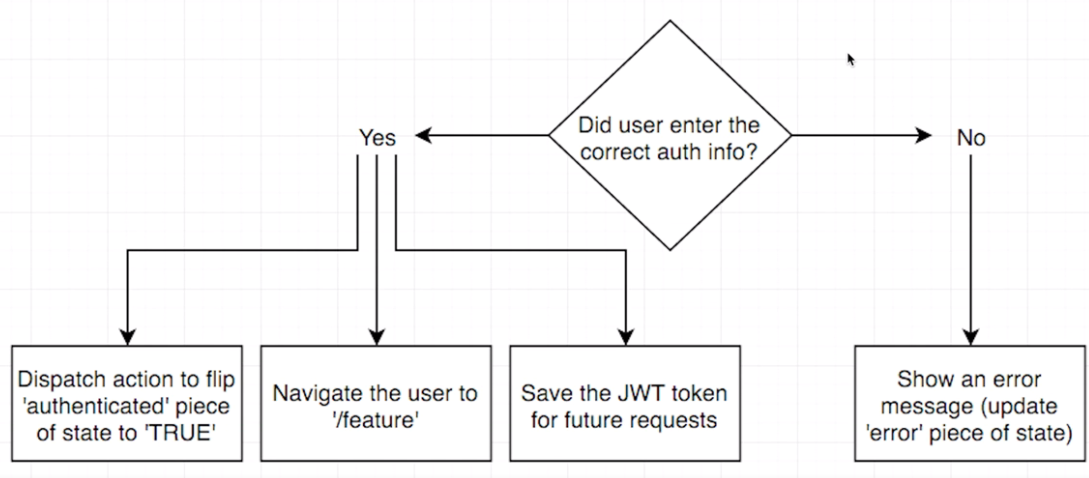 Did user enter the
correct auth info?
Yes
No
Dispatch action to flip
'authenticated' piece
of state to 'TRUE'
Navigate the user to
'/feature'
Save the JWT token
for future requests
Show an error
message (update
'error' piece of state)